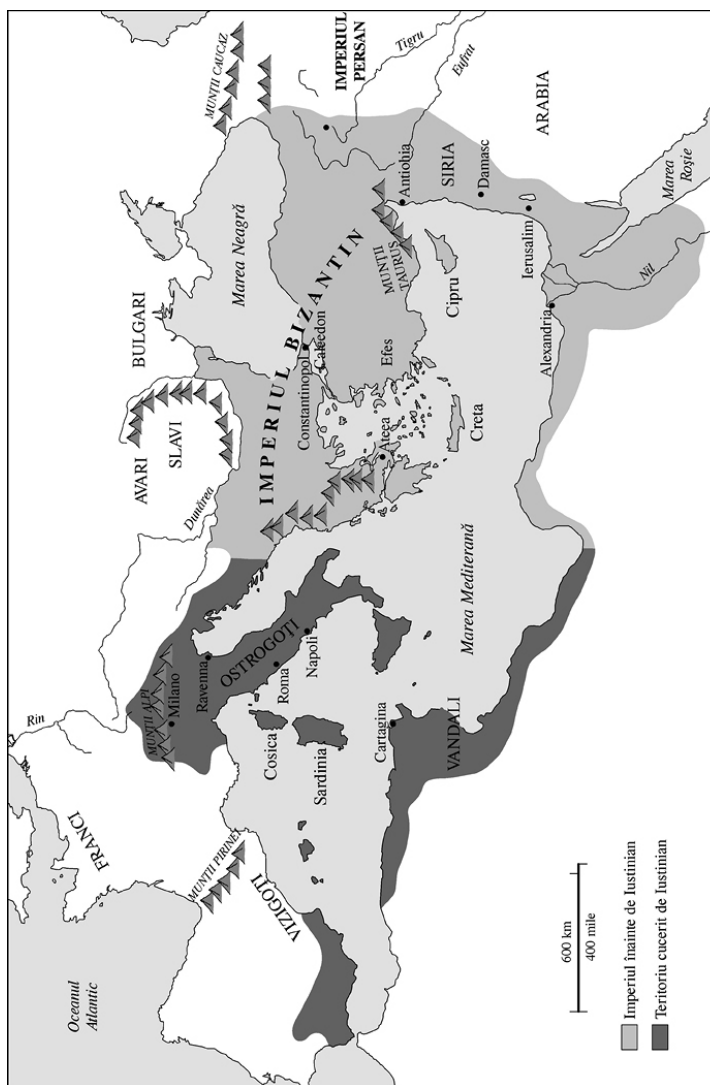 Oceanul
Atlantic
FRANCI
Rin
MUNȚII PIRINEI
VIZIGOȚI
MUNȚII ALPI
Milano
Ravenna
OSTROGOȚI
Roma
Napoli
Cosica
Sardinia
Cartagina
VANDALI
Marea Mediterană
Dunărea
AVARI
SLAVI
BULGARI
IMPERIUL BIZANTIN
Constantinopol
Calcedon
Marea Neagră
Ateea
Efes
Creta
Cipru
MUNȚII
TAURUS
MUNȚII CAUCAZ
IMPERIUL
PERSAN
Tigru
Eufrat
Antiohia
SIRIA
Damasc
Ierusalim
ARABIA
Alexandria
Nil
Marea
Roșie
600 km
400 mile
Imperiul înainte de Iustinian
Teritoriu cucerit de Iustinian